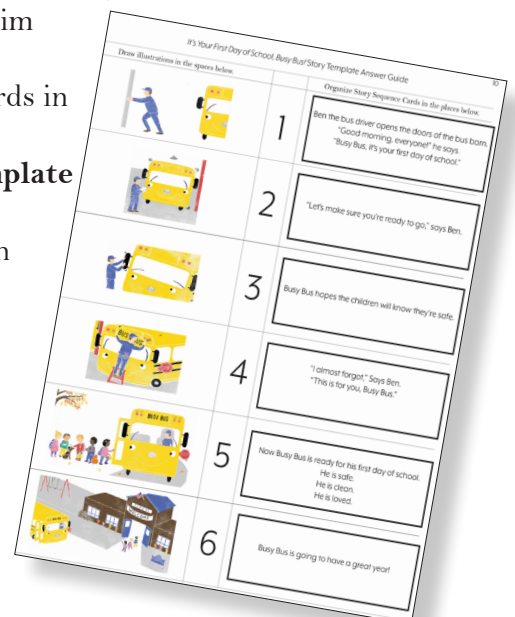 im
rds in
plate
n
It's Your First Day of School, Busy Bus! Story Template Answer Guide
10
Draw illustrations in the spaces below.
Organize Story Sequence Cards in the places below.
1
Ben the bus driver opens the doors of the bus barn.
"Good morning, everyone!" he says.
"Busy Bus, it's your first day of school."
2
"Let's make sure you're ready to go," says Ben.
3
Busy Bus hopes the children will know they're safe.
4
BUSY BUS
"I almost forgot," Says Ben.
"This is for you, Busy Bus."
5
BUSY BUS
Now Busy Bus is ready for his first day of school.
He is safe.
He is clean.
He is loved.
6
WELCOME
Busy Bus is going to have a great year!